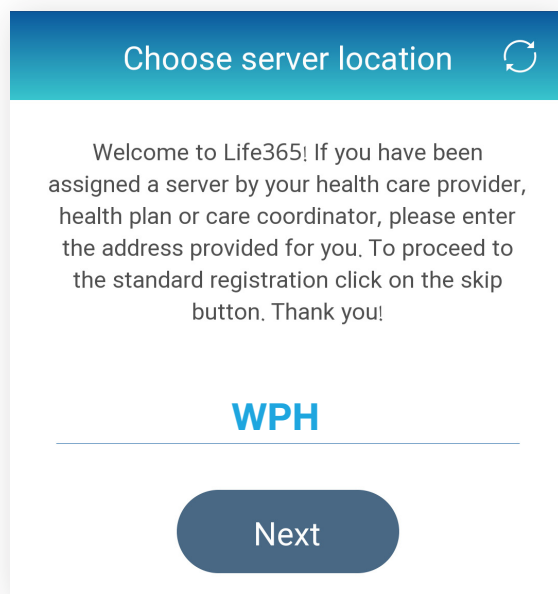 Choose server location
Welcome to Life365! If you have been
assigned a server by your health care provider,
health plan or care coordinator, please enter
the address provided for you. To proceed to
the standard registration click on the skip
button. Thank you!
WPH
Next